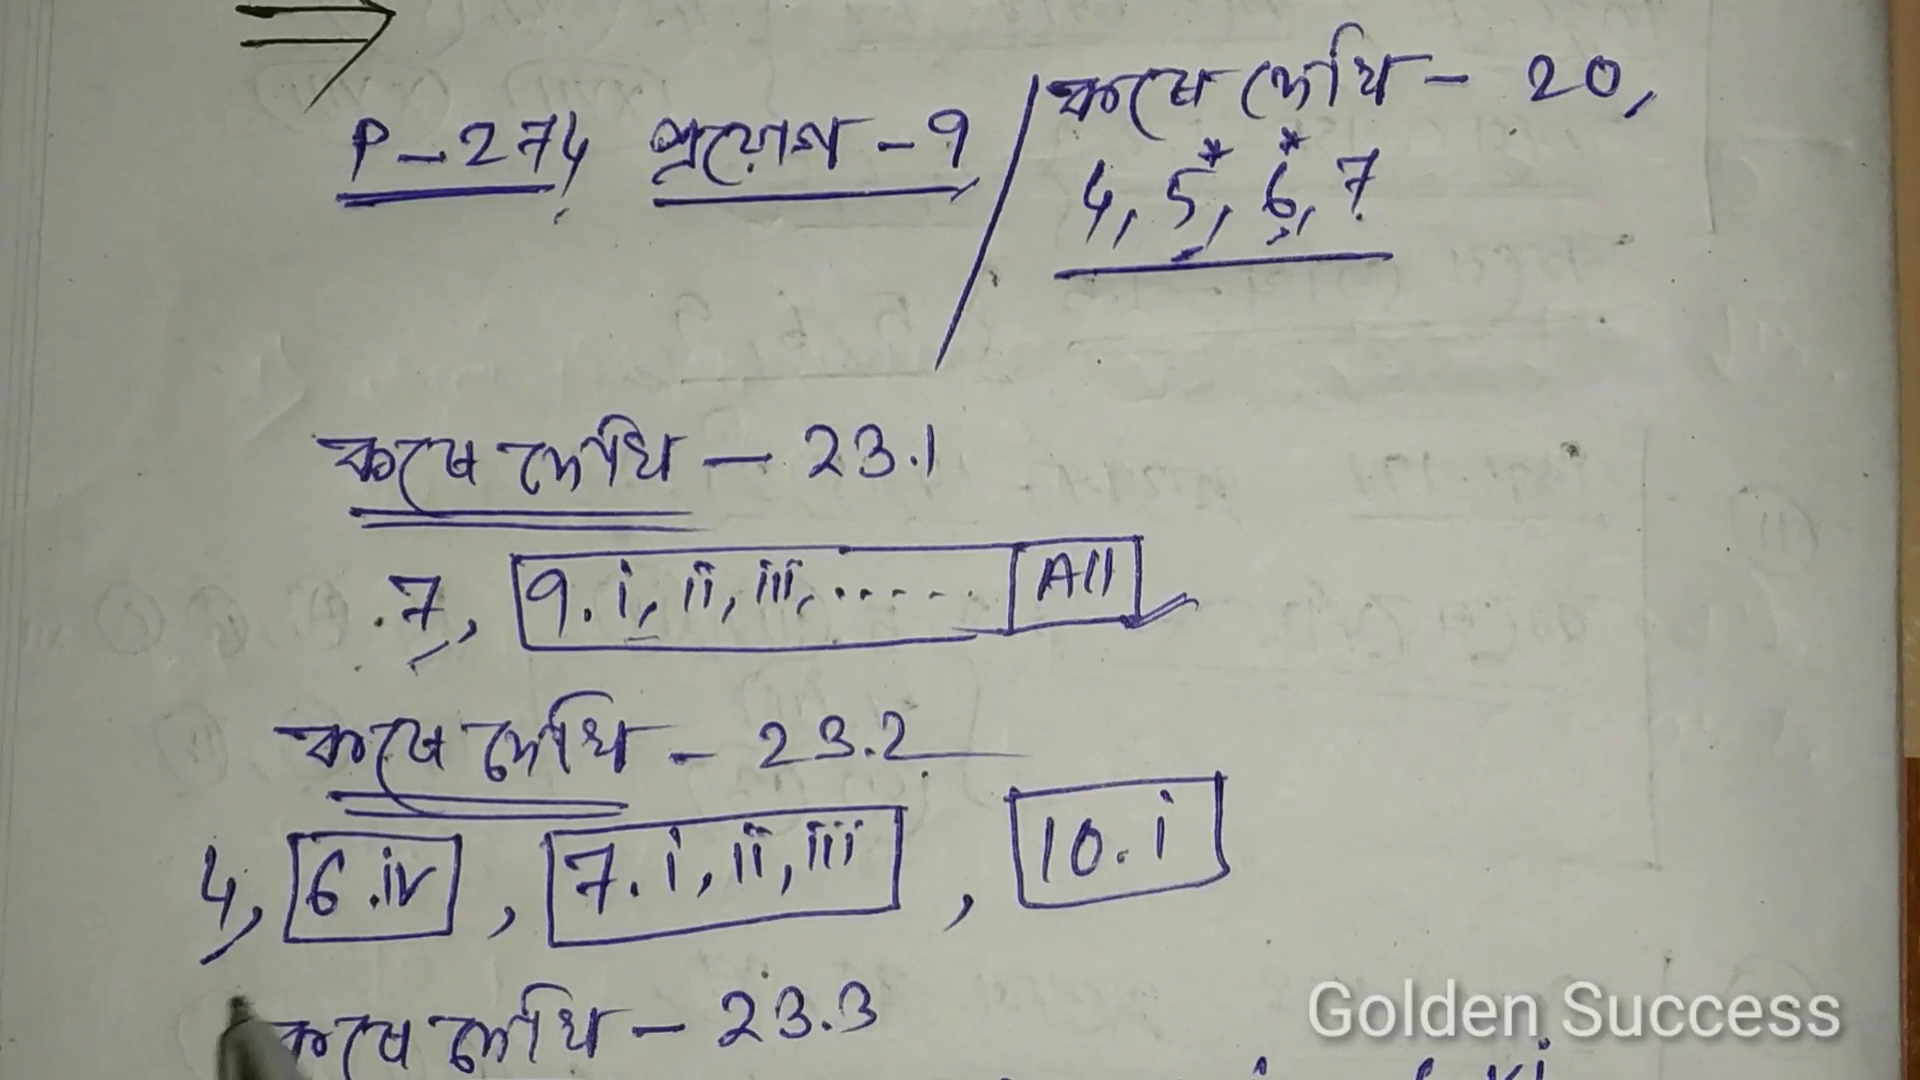 P-274 প্রয়োগ-9
কষে দেখি - 20,
4, 5*, 6*, 7
কষে দেখি - 23.1
7, 9. i, ii, iii, ..... All
কষে দেখি - 23.2
4, 6.iv, 7. i, ii, iii, 10. i
কষে দেখি - 23.3
Golden Success